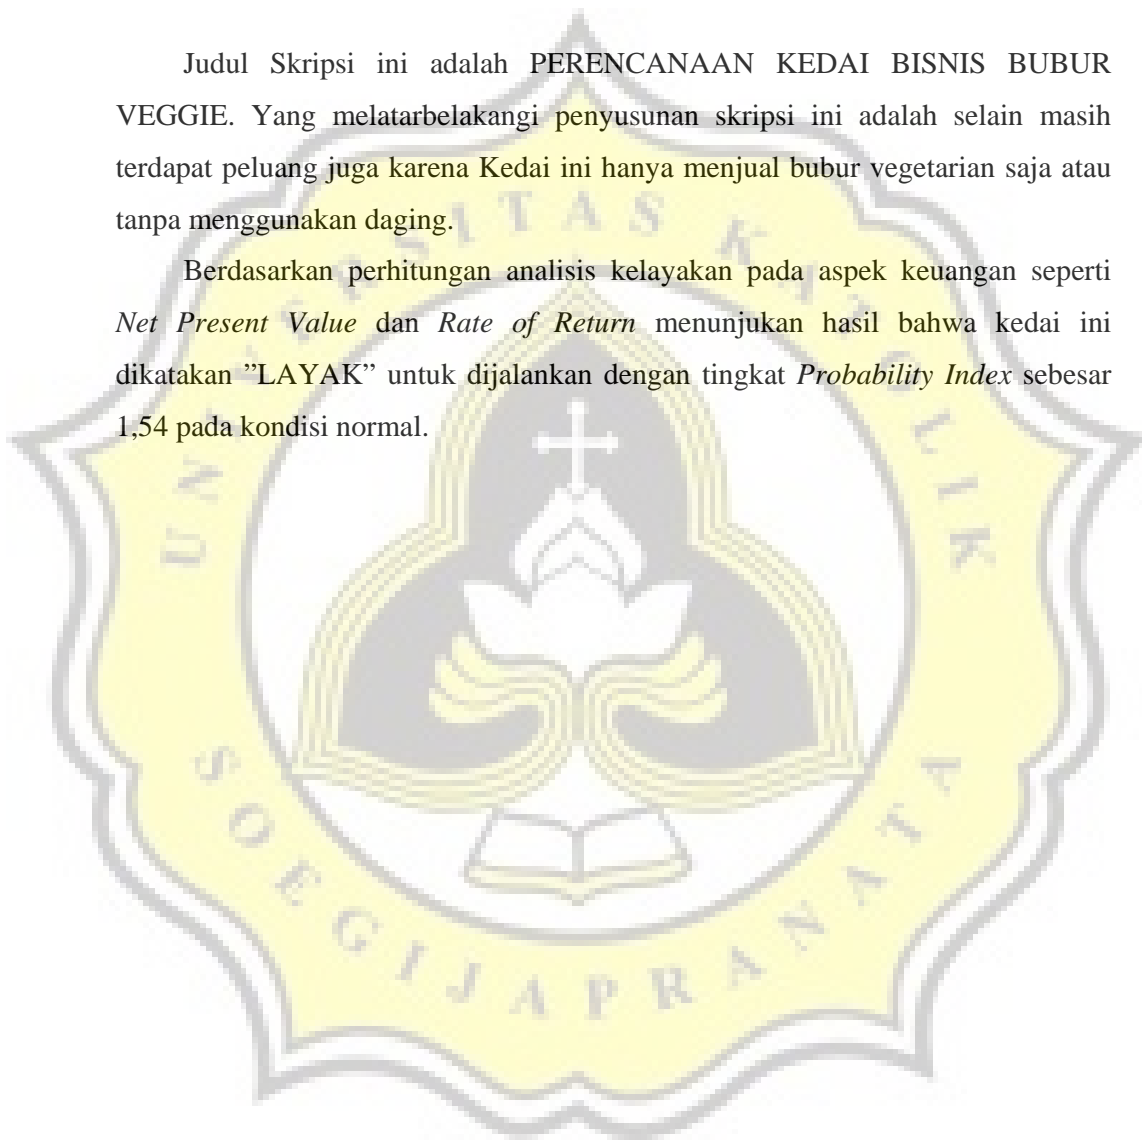 Judul Skripsi ini adalah PERENCANAAN KEDAI BISNIS BUBUR
VEGGIE. Yang melatarbelakangi penyusunan skripsi ini adalah selain masih
terdapat peluang juga karena Kedai ini hanya menjual bubur vegetarian saja atau
tanpa menggunakan daging.
Berdasarkan perhitungan analisis kelayakan pada aspek keuangan seperti
Net Present Value dan Rate of Return menunjukan hasil bahwa kedai ini
dikatakan ”LAYAK” untuk dijalankan dengan tingkat Probability Index sebesar
1,54 pada kondisi normal.
UNIVERSITAS KATOLIK
SOEGIJAPRANATA